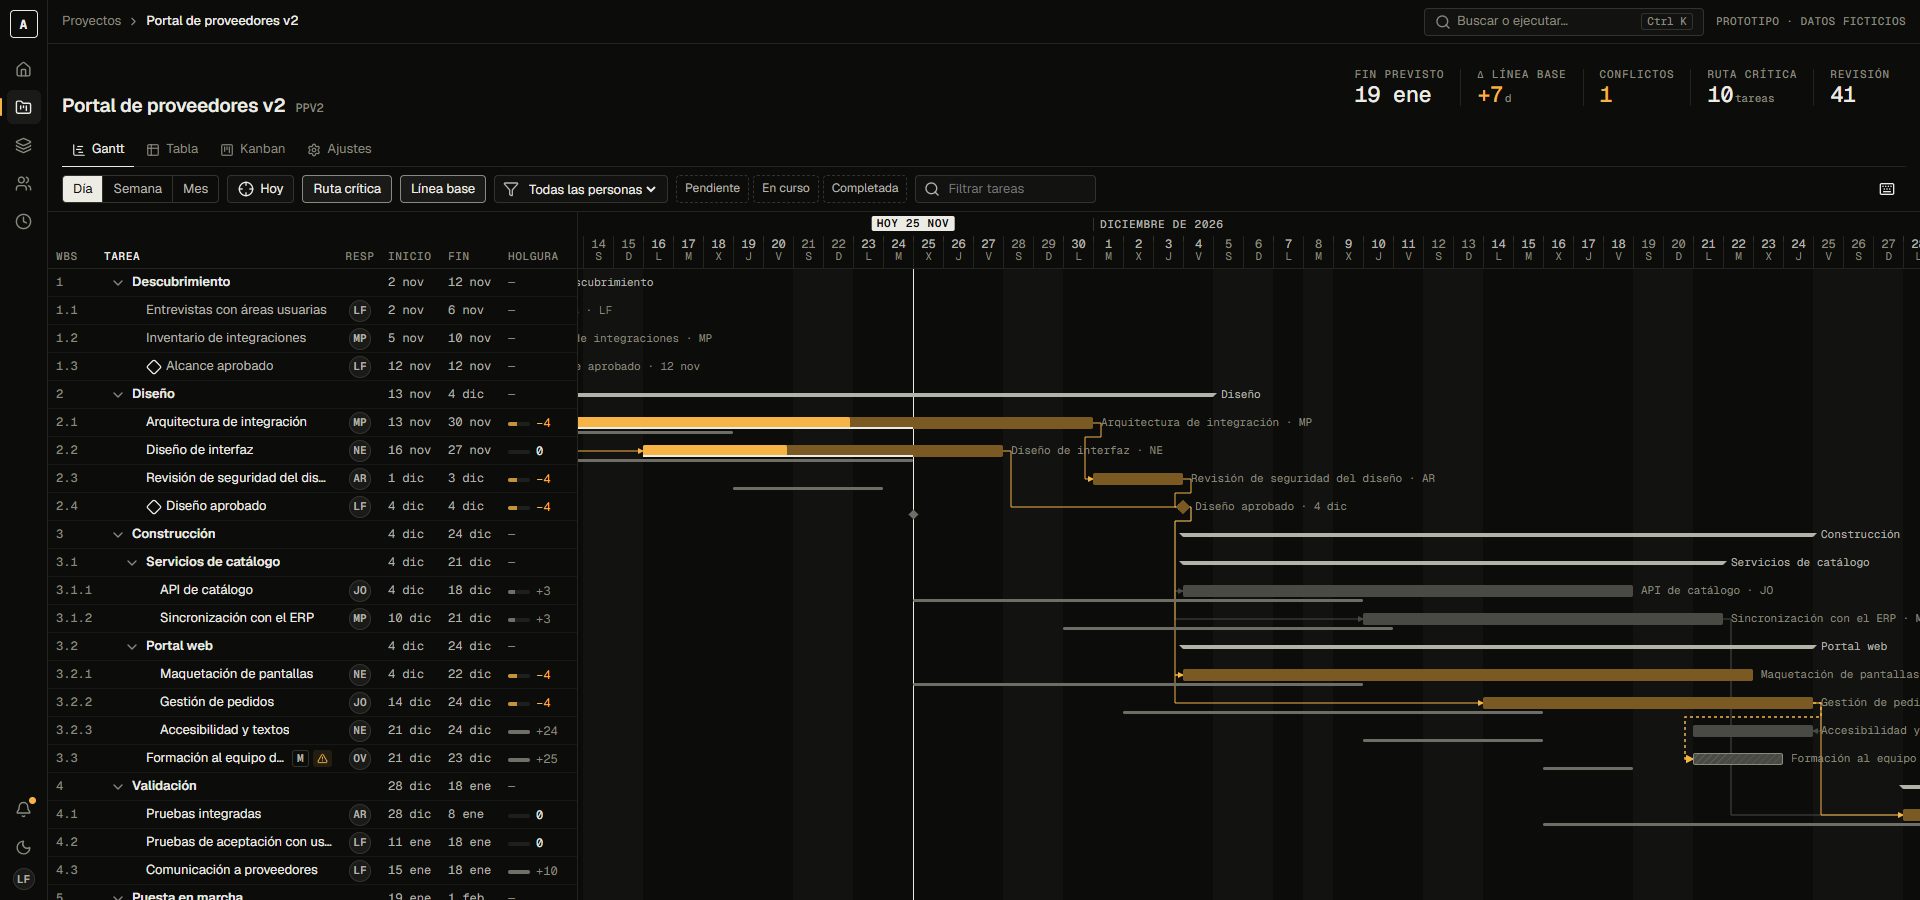 A
Proyectos > Portal de proveedores v2
Buscar o ejecutar... Ctrl K
PROTOTIPO · DATOS FICTICIOS
Portal de proveedores v2 PPV2
FIN PREVISTO
19 ene
Δ LÍNEA BASE
+7d
CONFLICTOS
1
RUTA CRÍTICA
10 tareas
REVISIÓN
41
Gantt Tabla Kanban Ajustes
Día Semana Mes Hoy Ruta crítica Línea base Todas las personas Pendiente En curso Completada Filtrar tareas
HOY 25 NOV DICIEMBRE DE 2026
14 15 16 17 18 19 20 21 22 23 24 25 26 27 28 29 30 1 2 3 4 5 6 7 8 9 10 11 12 13 14 15 16 17 18 19 20 21 22 23 24 25 26 27 28
S D L M X J V S D L M X J V S D L M X J V S D L M X J V S D L M X J V S D L M X J V S D L
WBS TAREA RESP INICIO FIN HOLGURA
1 Descubrimiento 2 nov 12 nov — scubrimiento
1.1 Entrevistas con áreas usuarias LF 2 nov 6 nov — · LF
1.2 Inventario de integraciones MP 5 nov 10 nov — de integraciones · MP
1.3 Alcance aprobado LF 12 nov 12 nov — e aprobado · 12 nov
2 Diseño 13 nov 4 dic — Diseño
2.1 Arquitectura de integración MP 13 nov 30 nov −4 Arquitectura de integración · MP
2.2 Diseño de interfaz NE 16 nov 27 nov 0 Diseño de interfaz · NE
2.3 Revisión de seguridad del dis... AR 1 dic 3 dic −4 Revisión de seguridad del diseño · AR
2.4 Diseño aprobado LF 4 dic 4 dic −4 Diseño aprobado · 4 dic
3 Construcción 4 dic 24 dic — Construcción
3.1 Servicios de catálogo 4 dic 21 dic — Servicios de catálogo
3.1.1 API de catálogo JO 4 dic 18 dic +3 API de catálogo · JO
3.1.2 Sincronización con el ERP MP 10 dic 21 dic +3 Sincronización con el ERP · M
3.2 Portal web 4 dic 24 dic — Portal web
3.2.1 Maquetación de pantallas NE 4 dic 22 dic −4 Maquetación de pantallas
3.2.2 Gestión de pedidos JO 14 dic 24 dic −4 Gestión de pedi
3.2.3 Accesibilidad y textos NE 21 dic 24 dic +24 Accesibilidad y
3.3 Formación al equipo d... M OV 21 dic 23 dic +25 Formación al equipo
4 Validación 28 dic 18 ene —
4.1 Pruebas integradas AR 28 dic 8 ene 0
4.2 Pruebas de aceptación con us... LF 11 ene 18 ene 0
4.3 Comunicación a proveedores LF 15 ene 18 ene +10
5 Puesta en marcha 19 ene 1 feb —
LF